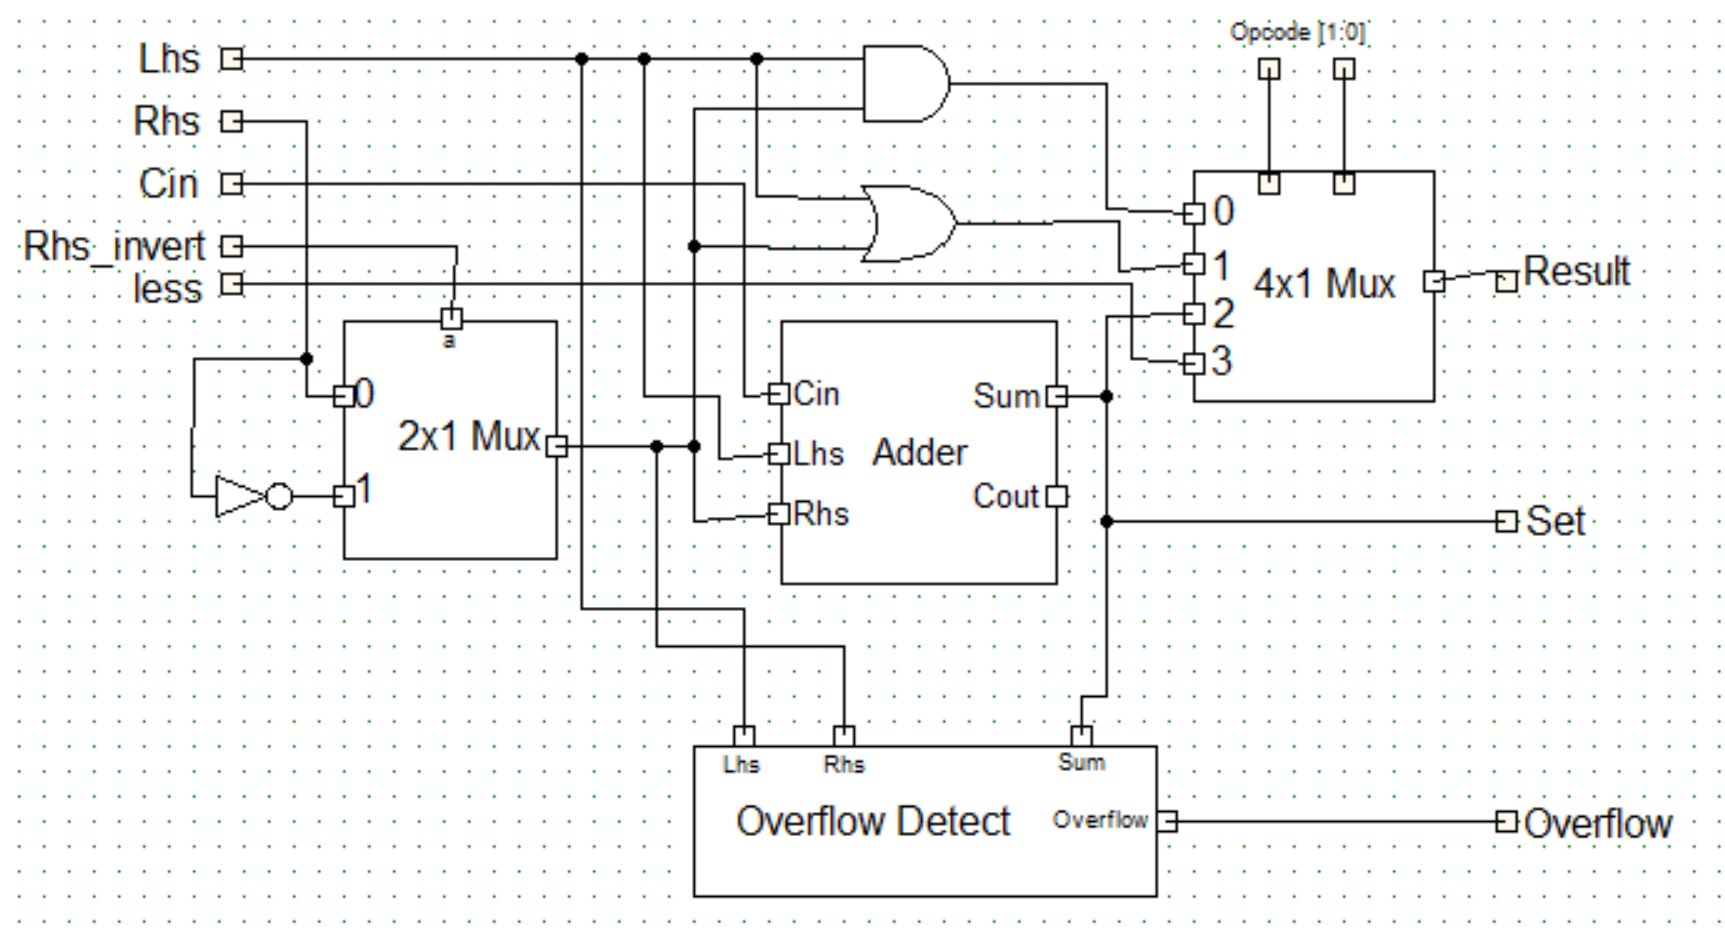 Opcode [1:0]
Lhs
Rhs
Cin
Rhs_invert
less
0
1
2
3
4x1 Mux
Result
a
0
2x1 Mux
1
Cin
Sum
Lhs
Adder
Rhs
Cout
Set
Lhs
Rhs
Sum
Overflow Detect
Overflow
Overflow